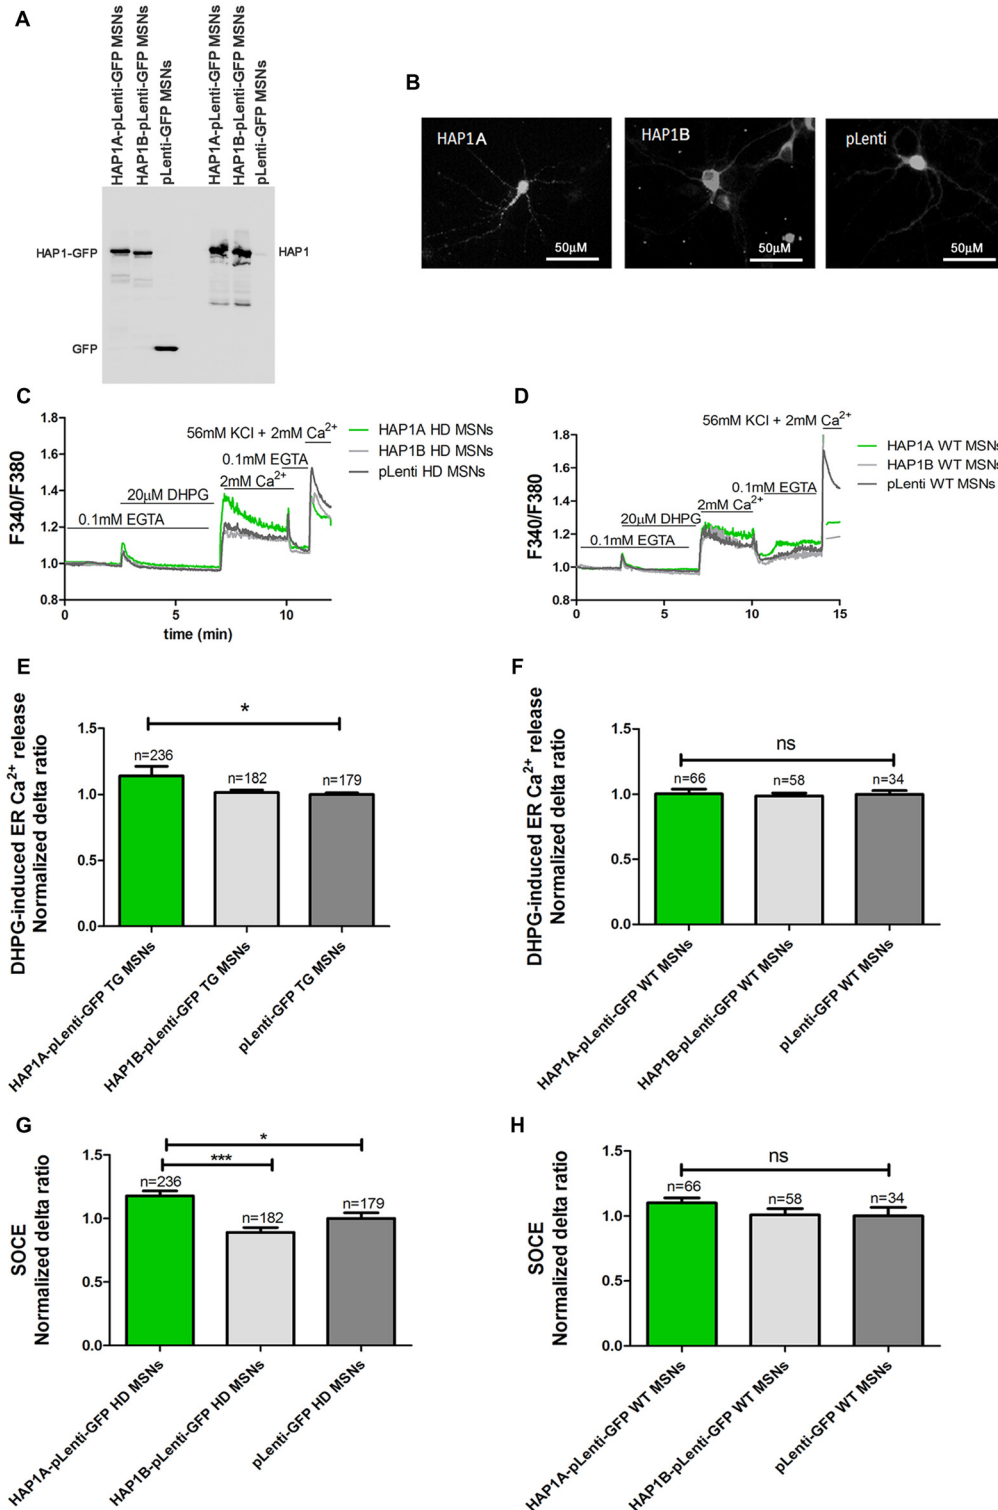 A
HAP1A-pLenti-GFP MSNs
HAP1B-pLenti-GFP MSNs
pLenti-GFP MSNs
HAP1A-pLenti-GFP MSNs
HAP1B-pLenti-GFP MSNs
pLenti-GFP MSNs
HAP1-GFP
HAP1
GFP
B
HAP1A
50μM
HAP1B
50μM
pLenti
50μM
C
F340/F380
1.8
1.6
1.4
1.2
1.0
0.8
0
5
10
time (min)
56mM KCl + 2mM Ca²⁺
0.1mM EGTA
20μM DHPG
2mM Ca²⁺
0.1mM EGTA
HAP1A HD MSNs
HAP1B HD MSNs
pLenti HD MSNs
D
F340/F380
1.8
1.6
1.4
1.2
1.0
0.8
0
5
10
15
56mM KCl + 2mM Ca²⁺
0.1mM EGTA
20μM DHPG
2mM Ca²⁺
0.1mM EGTA
HAP1A WT MSNs
HAP1B WT MSNs
pLenti WT MSNs
E
DHPG-induced ER Ca²⁺ release
Normalized delta ratio
1.5
1.0
0.5
0.0
*
n=236
n=182
n=179
HAP1A-pLenti-GFP TG MSNs
HAP1B-pLenti-GFP TG MSNs
pLenti-GFP TG MSNs
F
DHPG-induced ER Ca²⁺ release
Normalized delta ratio
1.5
1.0
0.5
0.0
ns
n=66
n=58
n=34
HAP1A-pLenti-GFP WT MSNs
HAP1B-pLenti-GFP WT MSNs
pLenti-GFP WT MSNs
G
SOCE
Normalized delta ratio
1.5
1.0
0.5
0.0
*
***
n=236
n=182
n=179
HAP1A-pLenti-GFP HD MSNs
HAP1B-pLenti-GFP HD MSNs
pLenti-GFP HD MSNs
H
SOCE
Normalized delta ratio
1.5
1.0
0.5
0.0
ns
n=66
n=58
n=34
HAP1A-pLenti-GFP WT MSNs
HAP1B-pLenti-GFP WT MSNs
pLenti-GFP WT MSNs